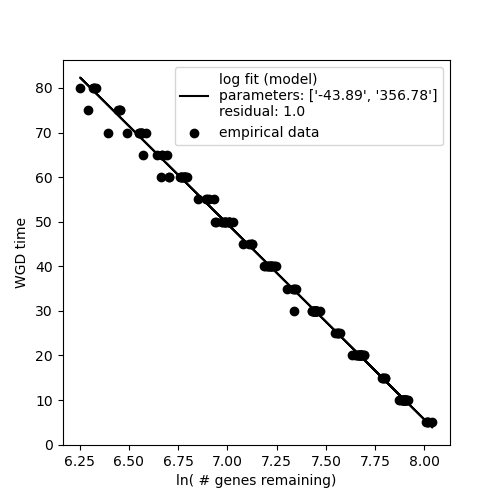 log fit (model)
parameters: ['-43.89', '356.78']
residual: 1.0
empirical data
WGD time
80
70
60
50
40
30
20
10
0
6.25 6.50 6.75 7.00 7.25 7.50 7.75 8.00
ln( # genes remaining)